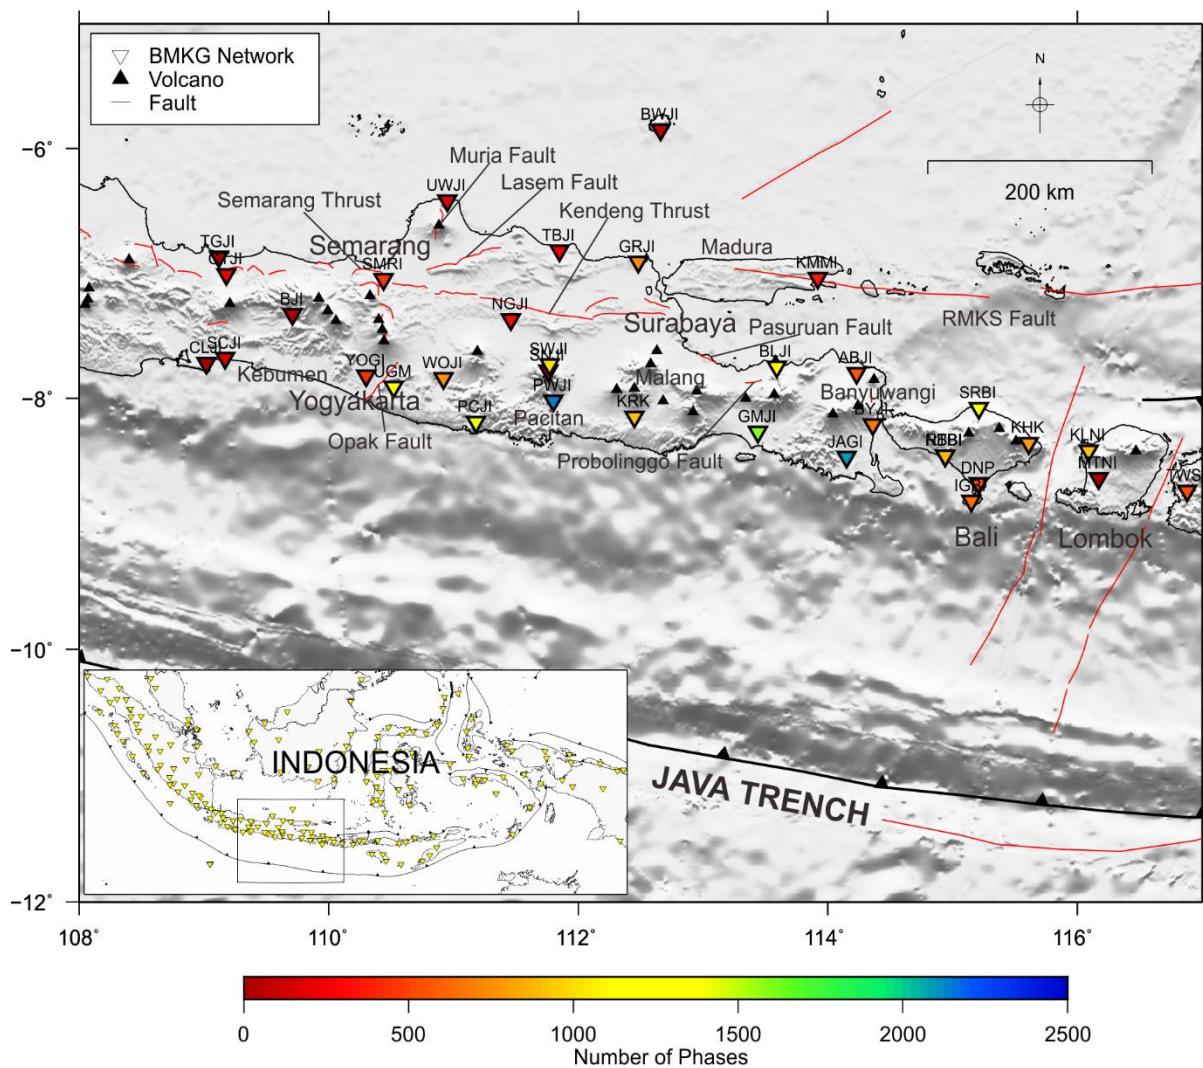 BMKG Network
Volcano
Fault
N
BWJI
−6°
Muria Fault
UWJI
Lasem Fault
200 km
Semarang Thrust
Kendeng Thrust
TGJI
Semarang
TBJI
GRJI
Madura
SMRI
KMMI
BJI
NGJI
Surabaya
RMKS Fault
Pasuruan Fault
SCJI
SWJI
BLJI
ABJI
YOGI
UGM
WOJI
Kebumen
Malang
Banyuwangi
SRBI
−8°
Yogyakarta
PWJI
PCJI
Pacitan
KRK
GMJI
KHK
KLNI
Opak Fault
Probolinggo Fault
JAGI
DNP
MTNI
Bali
Lombok
−10°
INDONESIA
JAVA TRENCH
−12°
108
110°
112°
114°
116°
0
500
1000
1500
2000
2500
Number of Phases